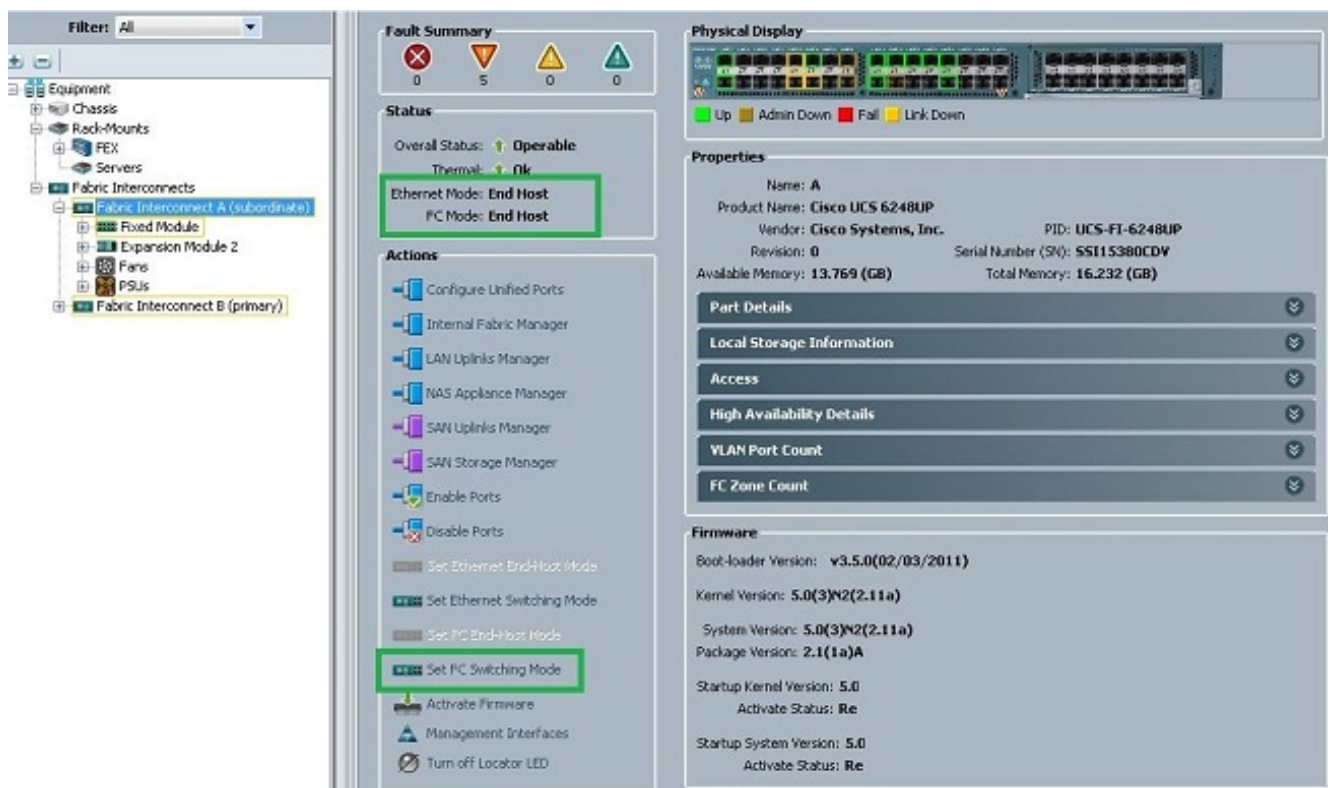 Filter: All
Equipment
Chassis
Rack-Mounts
FEX
Servers
Fabric Interconnects
Fabric Interconnect A (subordinate)
Fixed Module
Expansion Module 2
Fans
PSUs
Fabric Interconnect B (primary)
Fault Summary
0 5 0 0
Status
Overall Status: Operable
Thermal: Ok
Ethernet Mode: End Host
FC Mode: End Host
Actions
Configure Unified Ports
Internal Fabric Manager
LAN Uplinks Manager
NAS Appliance Manager
SAN Uplinks Manager
SAN Storage Manager
Enable Ports
Disable Ports
Set Ethernet End-Host Mode
Set Ethernet Switching Mode
Set FC End-Host Mode
Set FC Switching Mode
Activate Firmware
Management Interfaces
Turn off Locator LED
Physical Display
Up Admin Down Fail Link Down
Properties
Name: A
Product Name: Cisco UCS 6248UP
Vendor: Cisco Systems, Inc. PID: UCS-FI-6248UP
Revision: 0 Serial Number (SN): SSI15380CDV
Available Memory: 13.769 (GB) Total Memory: 16.232 (GB)
Part Details
Local Storage Information
Access
High Availability Details
VLAN Port Count
FC Zone Count
Firmware
Boot-loader Version: v3.5.0(02/03/2011)
Kernel Version: 5.0(3)N2(2.11a)
System Version: 5.0(3)N2(2.11a)
Package Version: 2.1(1a)A
Startup Kernel Version: 5.0
Activate Status: Re
Startup System Version: 5.0
Activate Status: Re